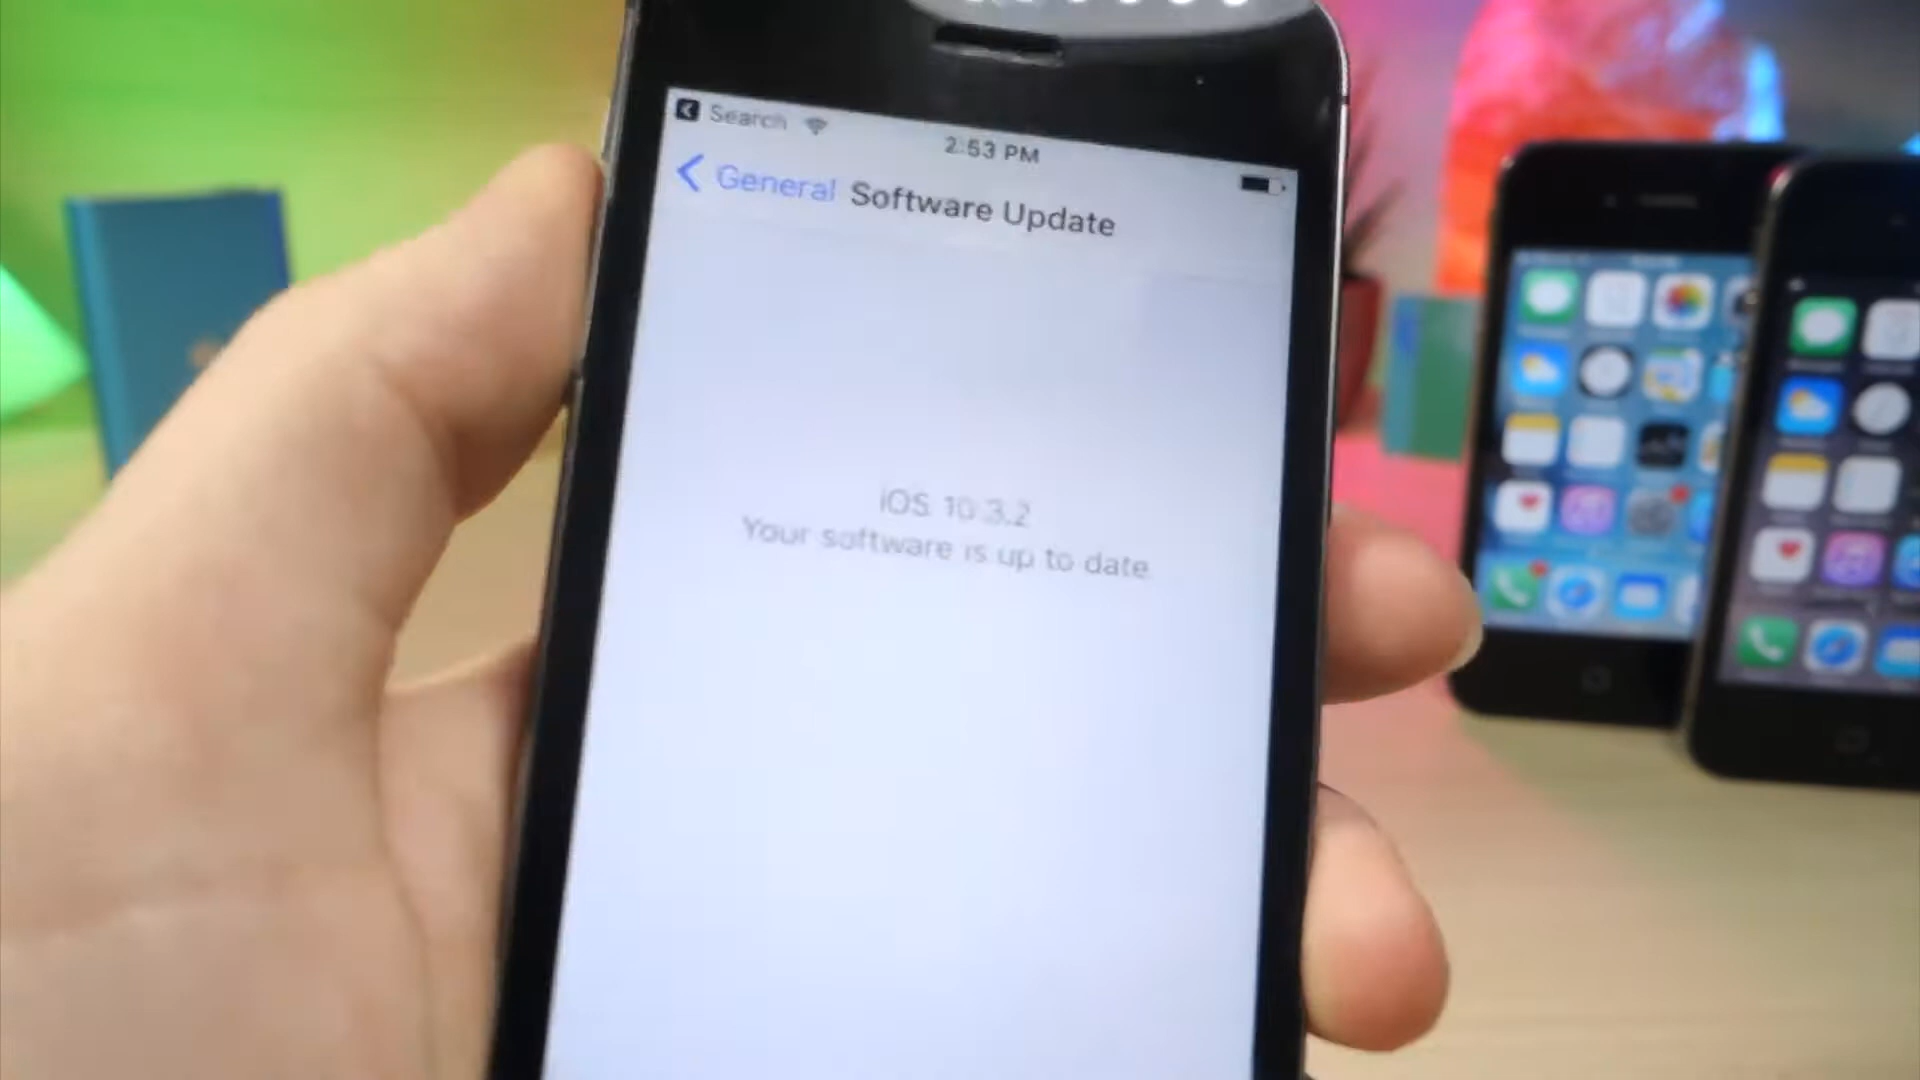 Search
2:53 PM
General Software Update
iOS 10.3.2
Your software is up to date.